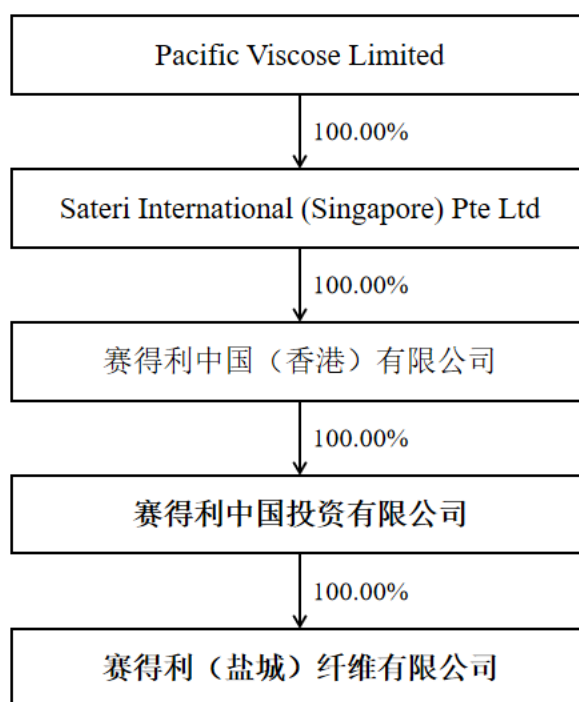 Pacific Viscose Limited
100.00%
Sateri International (Singapore) Pte Ltd
100.00%
赛得利中国（香港）有限公司
100.00%
赛得利中国投资有限公司
100.00%
赛得利（盐城）纤维有限公司